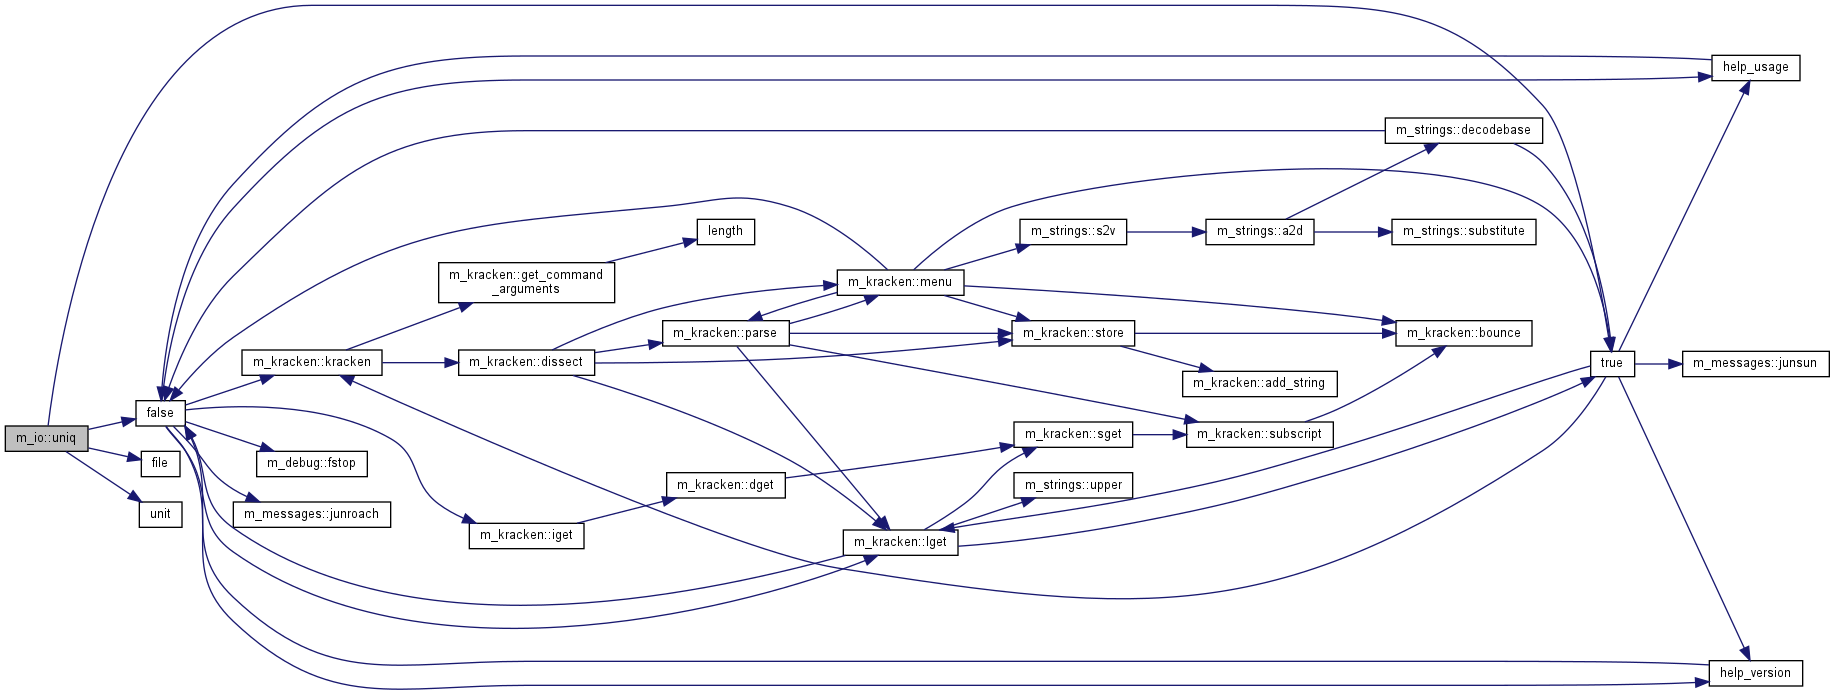 help_usage
m_strings::decodebase
length
m_strings::s2v
m_strings::a2d
m_strings::substitute
m_kracken::get_command
_arguments
m_kracken::menu
m_kracken::parse
m_kracken::store
m_kracken::bounce
m_kracken::kracken
m_kracken::dissect
true
m_messages::junsun
m_kracken::add_string
false
m_io::uniq
m_kracken::sget
m_kracken::subscript
file
m_debug::fstop
m_kracken::dget
m_strings::upper
unit
m_messages::junroach
m_kracken::iget
m_kracken::lget
help_version